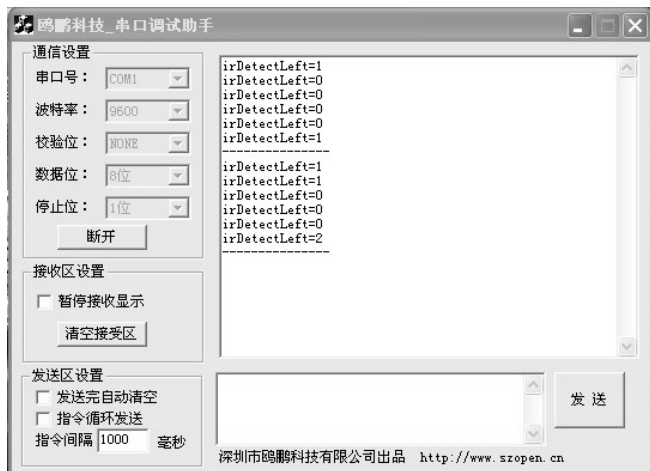 鸥鹏科技_串口调试助手
通信设置
串口号： COM1
波特率： 9600
校验位： NONE
数据位： 8位
停止位： 1位
断开
接收区设置
暂停接收显示
清空接受区
发送区设置
发送完自动清空
指令循环发送
指令间隔 1000 毫秒
irDetectLeft=1
irDetectLeft=0
irDetectLeft=0
irDetectLeft=0
irDetectLeft=0
irDetectLeft=1
---------------
irDetectLeft=1
irDetectLeft=1
irDetectLeft=0
irDetectLeft=0
irDetectLeft=0
irDetectLeft=2
---------------
发 送
深圳市鸥鹏科技有限公司出品 http://www.szopen.cn